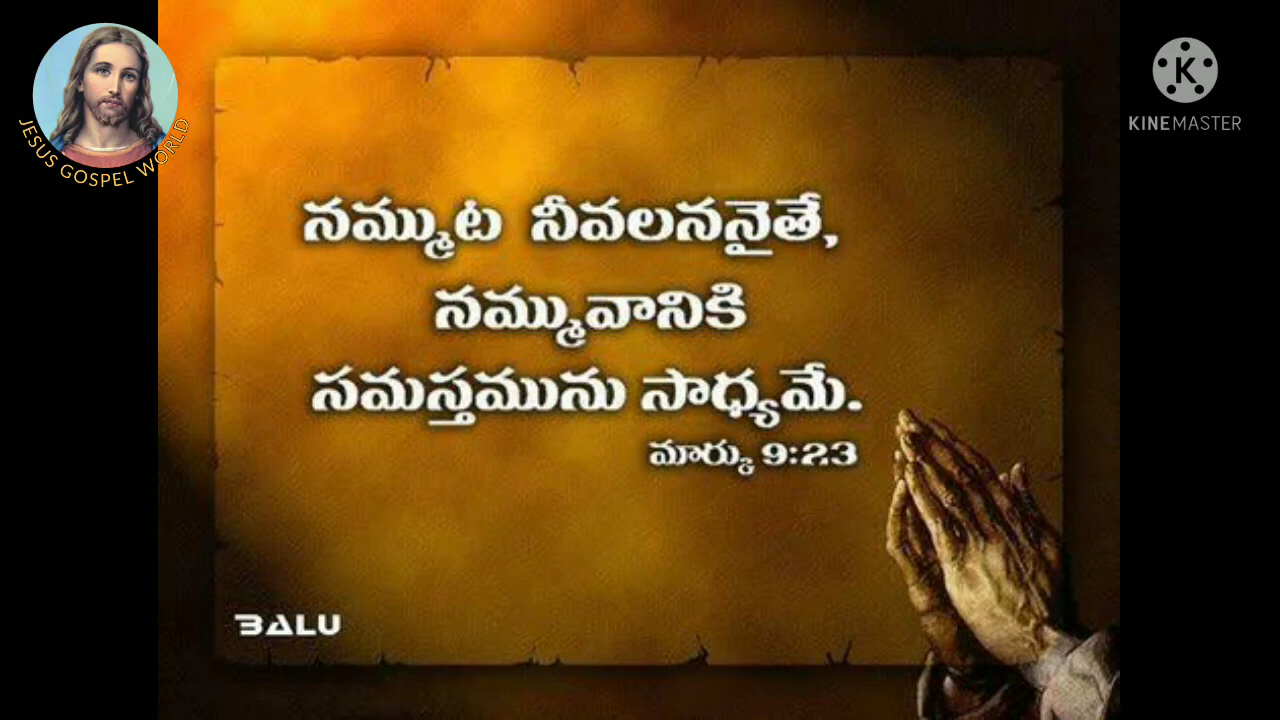 JESUS GOSPEL WORLD
KINEMASTER
నమ్ముట నీవలననైతే,
నమ్మువానికి
సమస్తమును సాధ్యమే.
మార్కు 9:23
BALU